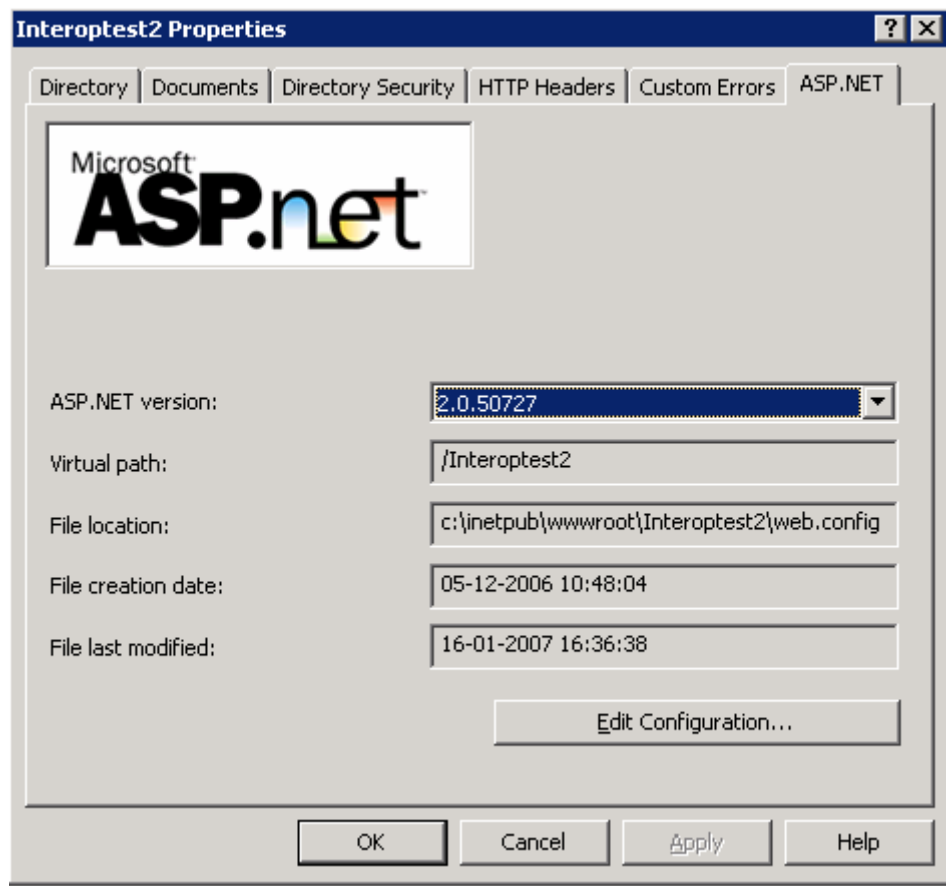 Interoptest2 Properties
Directory Documents Directory Security HTTP Headers Custom Errors ASP.NET
Microsoft
ASP.net
ASP.NET version: 2.0.50727
Virtual path: /Interoptest2
File location: c:\inetpub\wwwroot\Interoptest2\web.config
File creation date: 05-12-2006 10:48:04
File last modified: 16-01-2007 16:36:38
Edit Configuration...
OK Cancel Apply Help